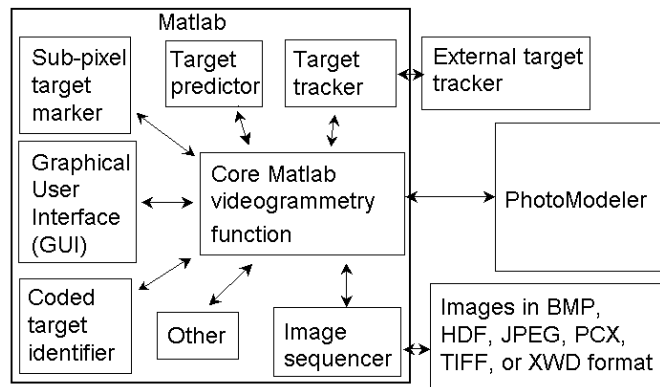 Matlab
Sub-pixel
target
marker
Target
predictor
Target
tracker
External target
tracker
Graphical
User
Interface
(GUI)
Core Matlab
videogrammetry
function
PhotoModeler
Coded
target
identifier
Other
Image
sequencer
Images in BMP,
HDF, JPEG, PCX,
TIFF, or XWD format